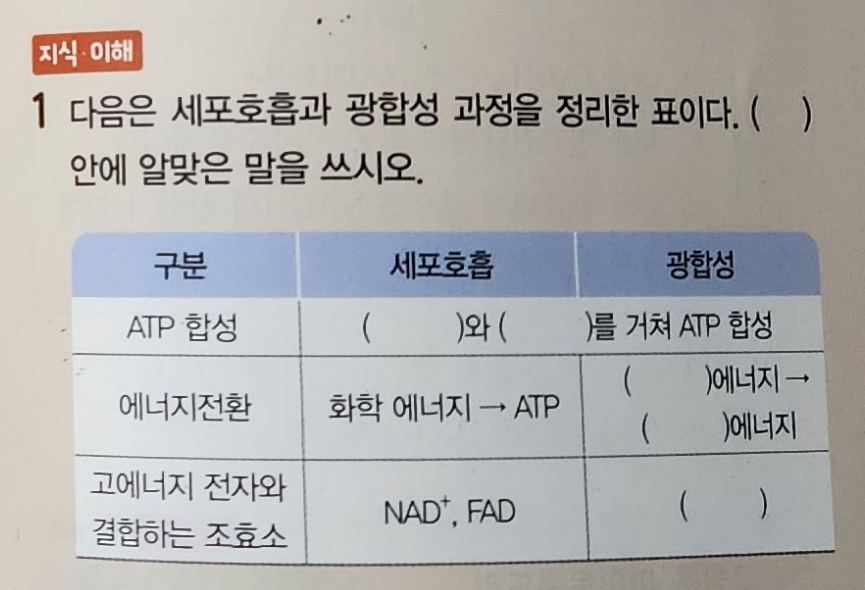 지식·이해
1 다음은 세포호흡과 광합성 과정을 정리한 표이다. (    )
안에 알맞은 말을 쓰시오.
구분 세포호흡 광합성
ATP 합성 (    )와 (    )를 거쳐 ATP 합성
에너지전환 화학 에너지 → ATP (    )에너지 →
(    )에너지
고에너지 전자와
결합하는 조효소 NAD⁺, FAD (    )